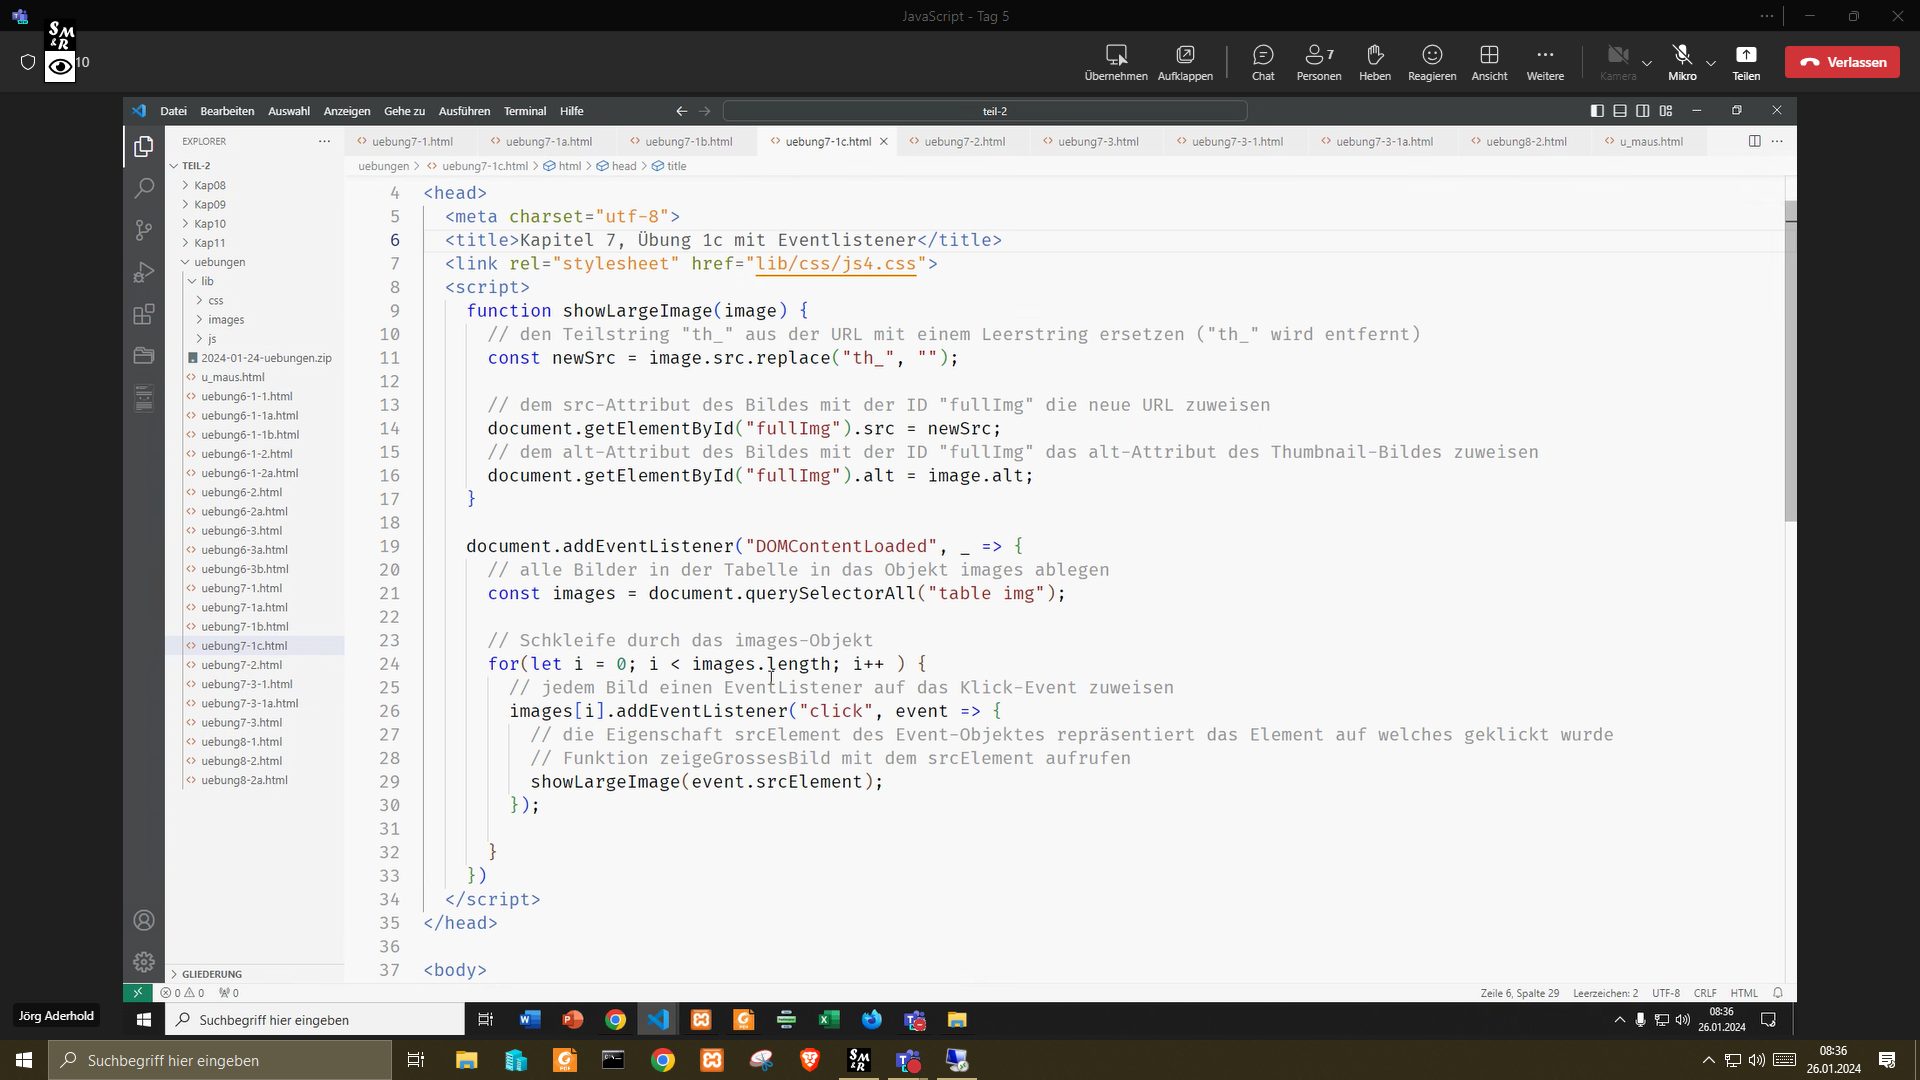 JavaScript - Tag 5
SM&R
10
Übernehmen
Aufklappen
Chat
7
Personen
Heben
Reagieren
Ansicht
Weitere
Kamera
Mikro
Teilen
Verlassen
Datei Bearbeiten Auswahl Anzeigen Gehe zu Ausführen Terminal Hilfe
teil-2
EXPLORER
uebung7-1.html uebung7-1a.html uebung7-1b.html uebung7-1c.html uebung7-2.html uebung7-3.html uebung7-3-1.html uebung7-3-1a.html uebung8-2.html u_maus.html
uebungen > uebung7-1c.html > html > head > title
TEIL-2
Kap08
Kap09
Kap10
Kap11
uebungen
lib
css
images
js
2024-01-24-uebungen.zip
u_maus.html
uebung6-1-1.html
uebung6-1-1a.html
uebung6-1-1b.html
uebung6-1-2.html
uebung6-1-2a.html
uebung6-2.html
uebung6-2a.html
uebung6-3.html
uebung6-3a.html
uebung6-3b.html
uebung7-1.html
uebung7-1a.html
uebung7-1b.html
uebung7-1c.html
uebung7-2.html
uebung7-3-1.html
uebung7-3-1a.html
uebung7-3.html
uebung8-1.html
uebung8-2.html
uebung8-2a.html
GLIEDERUNG
4 <head>
5 <meta charset="utf-8">
6 <title>Kapitel 7, Übung 1c mit Eventlistener</title>
7 <link rel="stylesheet" href="lib/css/js4.css">
8 <script>
9 function showLargeImage(image) {
10 // den Teilstring "th_" aus der URL mit einem Leerstring ersetzen ("th_" wird entfernt)
11 const newSrc = image.src.replace("th_", "");
12
13 // dem src-Attribut des Bildes mit der ID "fullImg" die neue URL zuweisen
14 document.getElementById("fullImg").src = newSrc;
15 // dem alt-Attribut des Bildes mit der ID "fullImg" das alt-Attribut des Thumbnail-Bildes zuweisen
16 document.getElementById("fullImg").alt = image.alt;
17 }
18
19 document.addEventListener("DOMContentLoaded", _ => {
20 // alle Bilder in der Tabelle in das Objekt images ablegen
21 const images = document.querySelectorAll("table img");
22
23 // Schkleife durch das images-Objekt
24 for(let i = 0; i < images.length; i++ ) {
25 // jedem Bild einen EventListener auf das Klick-Event zuweisen
26 images[i].addEventListener("click", event => {
27 // die Eigenschaft srcElement des Event-Objektes repräsentiert das Element auf welches geklickt wurde
28 // Funktion zeigeGrossesBild mit dem srcElement aufrufen
29 showLargeImage(event.srcElement);
30 });
31
32 }
33 })
34 </script>
35 </head>
36
37 <body>
0 0 0
Zeile 6, Spalte 29 Leerzeichen: 2 UTF-8 CRLF HTML
Jörg Aderhold
Suchbegriff hier eingeben
08:36
26.01.2024
Suchbegriff hier eingeben
08:36
26.01.2024